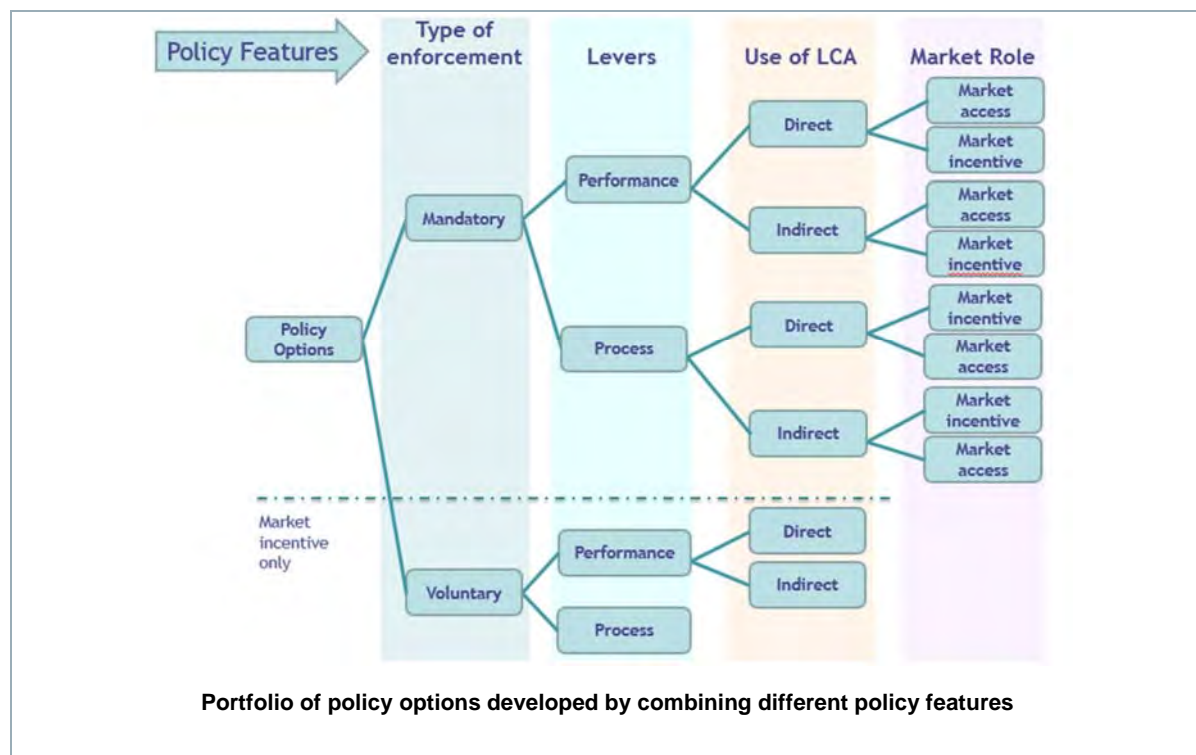 Policy Features
Type of
enforcement
Levers
Use of LCA
Market Role
Policy
Options
Mandatory
Performance
Direct
Market
access
Market
incentive
Indirect
Market
access
Market
incentive
Process
Direct
Market
incentive
Market
access
Indirect
Market
incentive
Market
access
Market
incentive
only
Voluntary
Performance
Direct
Indirect
Process
Portfolio of policy options developed by combining different policy features